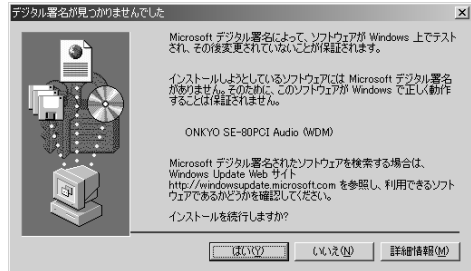 デジタル署名が見つかりませんでした
Microsoft デジタル署名によって、ソフトウェアが Windows 上でテスト
され、その後変更されていないことが保証されます。
インストールしようとしているソフトウェアには Microsoft デジタル署名
がありません。そのために、このソフトウェアが Windows で正しく動作
することは保証されません。
ONKYO SE-80PCI Audio (WDM)
Microsoft デジタル署名されたソフトウェアを検索する場合は、
Windows Update Web サイト
http://windowsupdate.microsoft.com を参照し、利用できるソフト
ウェアであるかどうかを確認してください。
インストールを続行しますか?
はい(Y) いいえ(N) 詳細情報(M)